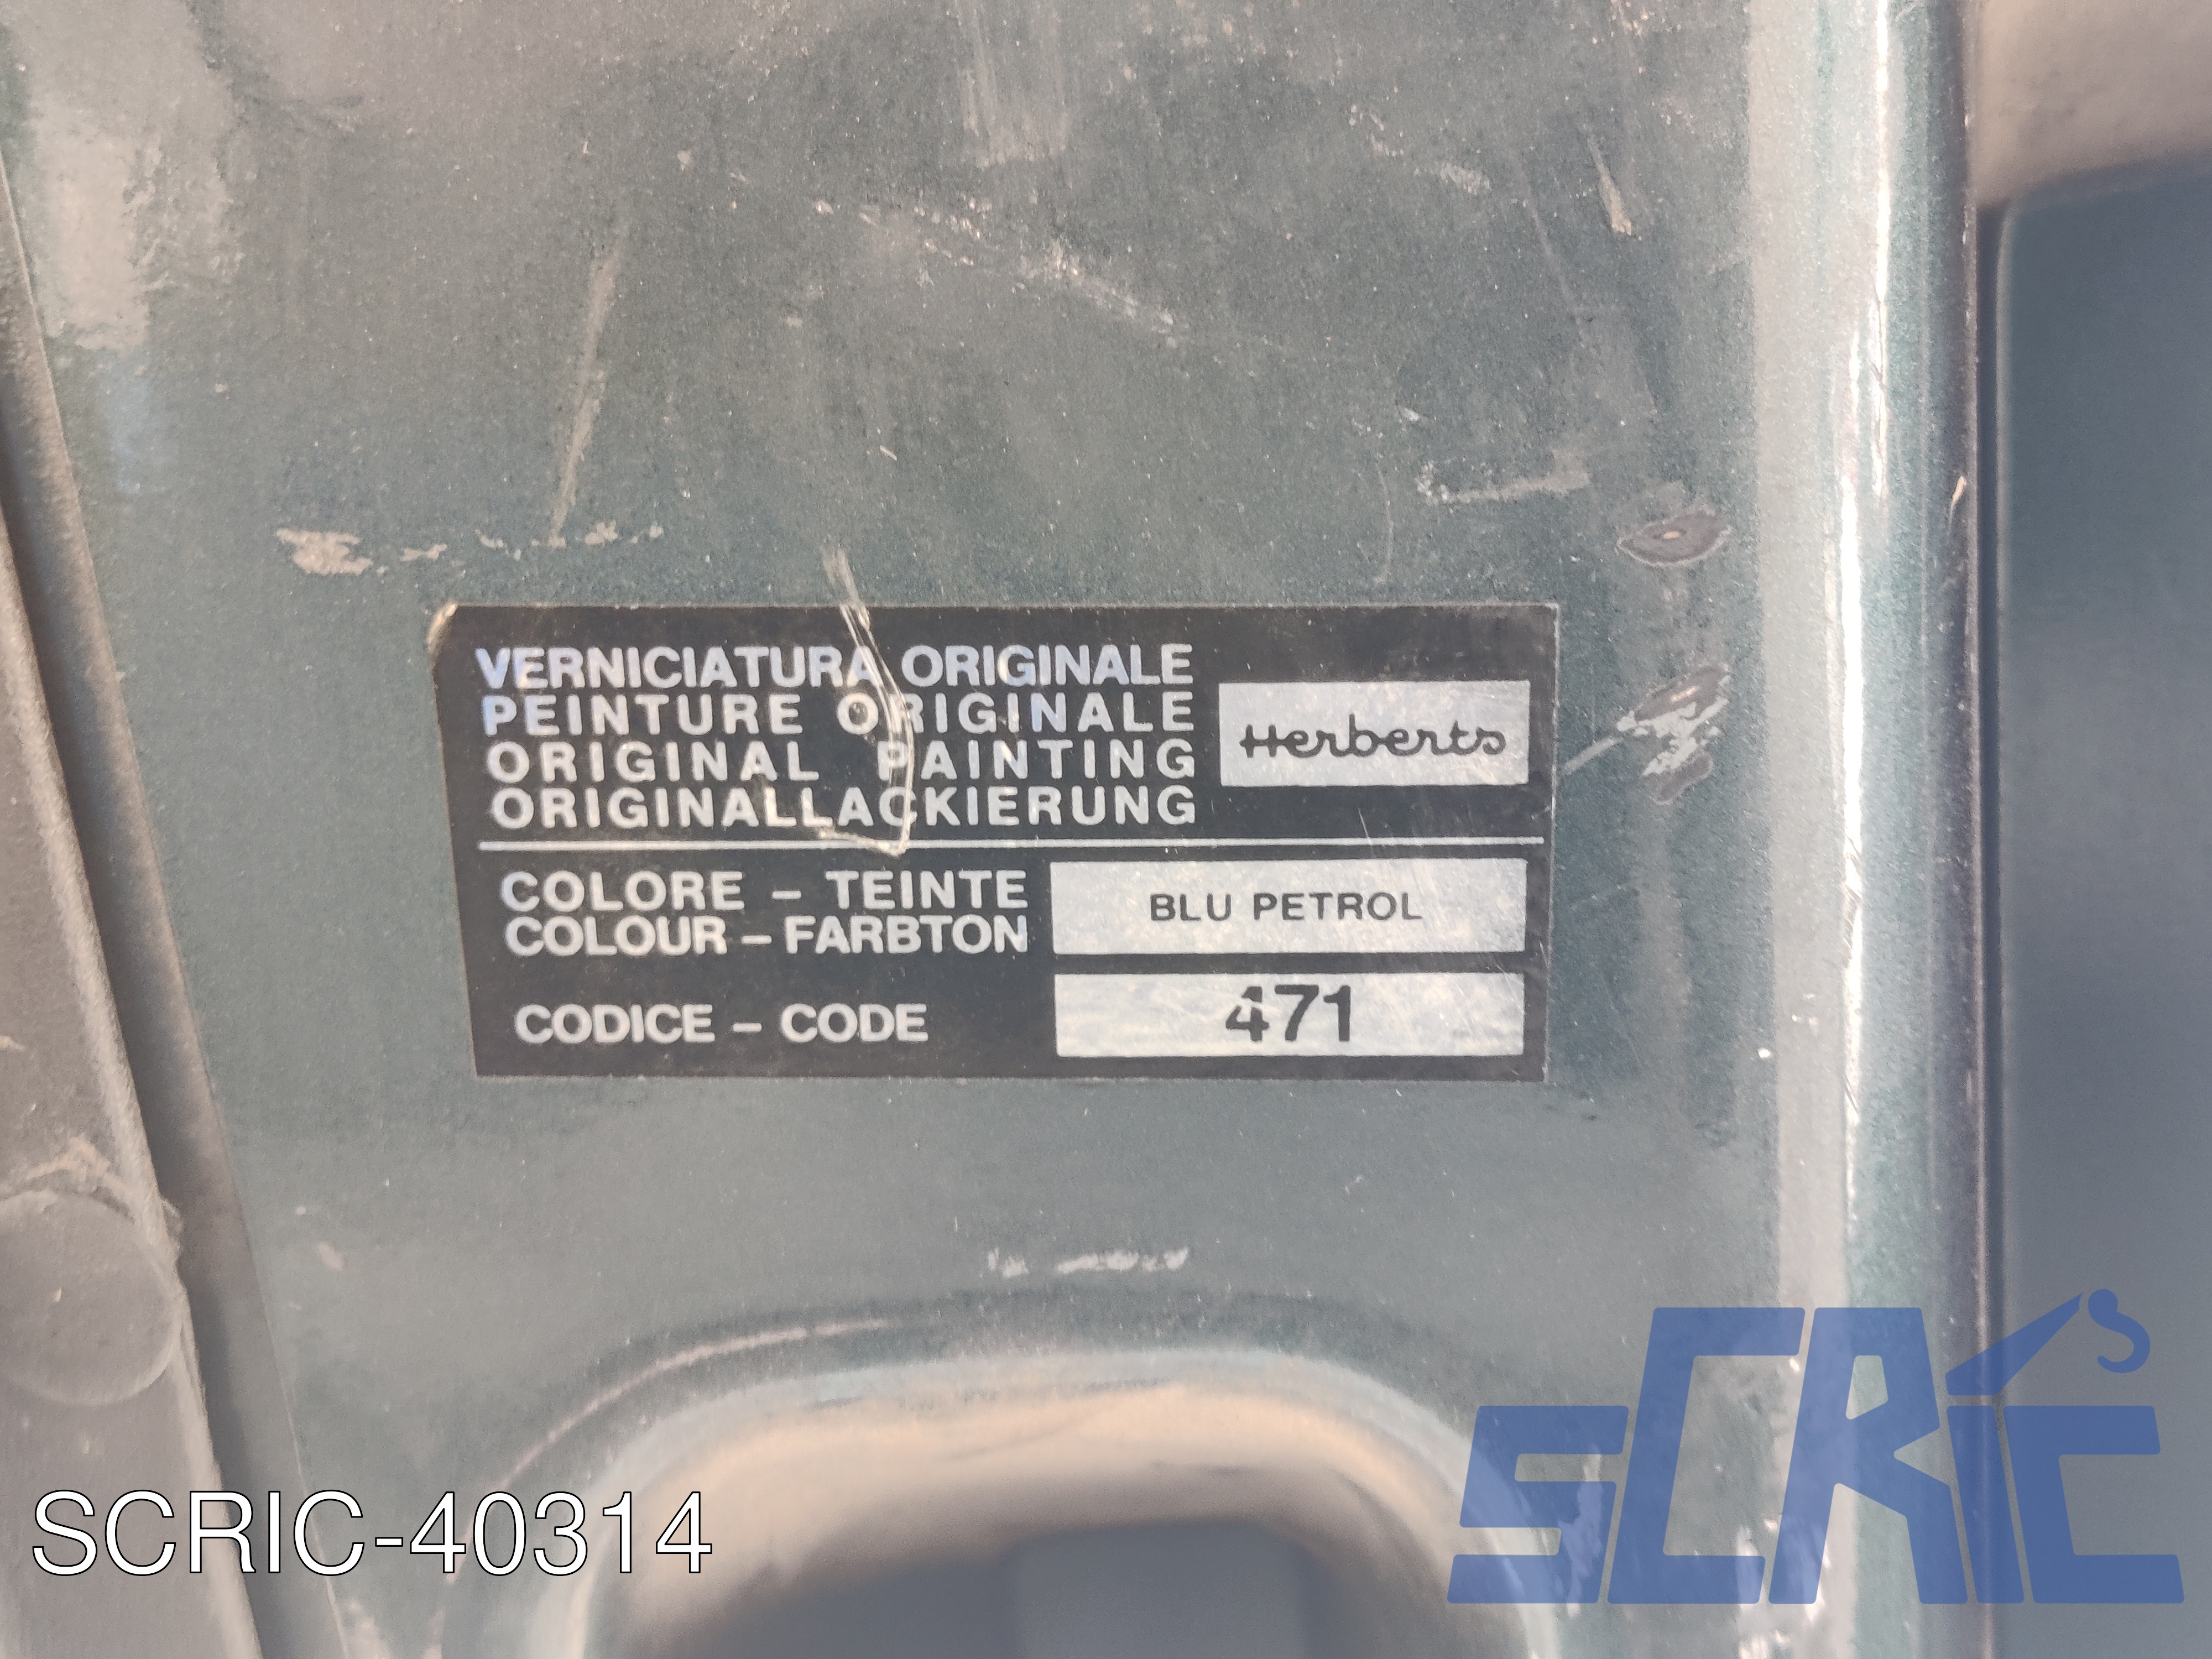 VERNICIATURA ORIGINALE
PEINTURE ORIGINALE
ORIGINAL PAINTING
ORIGINALLACKIERUNG
Herberts
COLORE - TEINTE
COLOUR - FARBTON
BLU PETROL
CODICE - CODE
471
SCRIC-40314
SCRIC